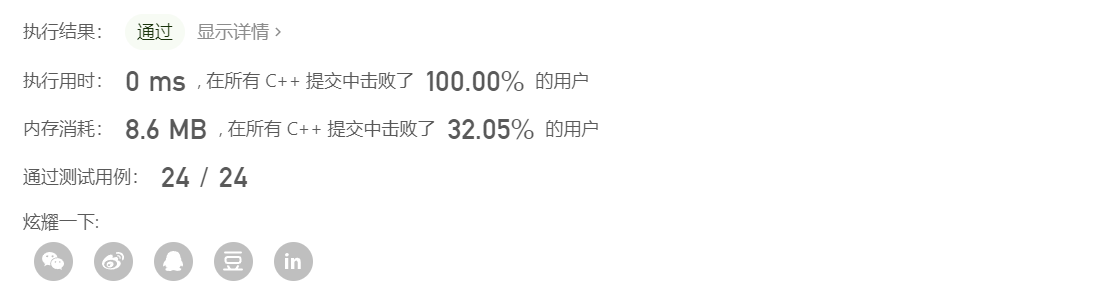 执行结果： 通过 显示详情 ›
执行用时： 0 ms , 在所有 C++ 提交中击败了 100.00% 的用户
内存消耗： 8.6 MB , 在所有 C++ 提交中击败了 32.05% 的用户
通过测试用例： 24 / 24
炫耀一下:
豆 in